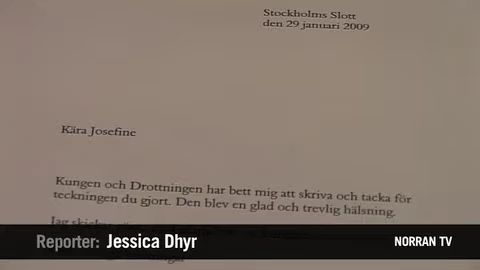 Stockholms Slott
den 29 januari 2009
Kära Josefine
Kungen och Drottningen har bett mig att skriva och tacka för
teckningen du gjort. Den blev en glad och trevlig hälsning.
Jag
Reporter: Jessica Dhyr
NORRAN TV